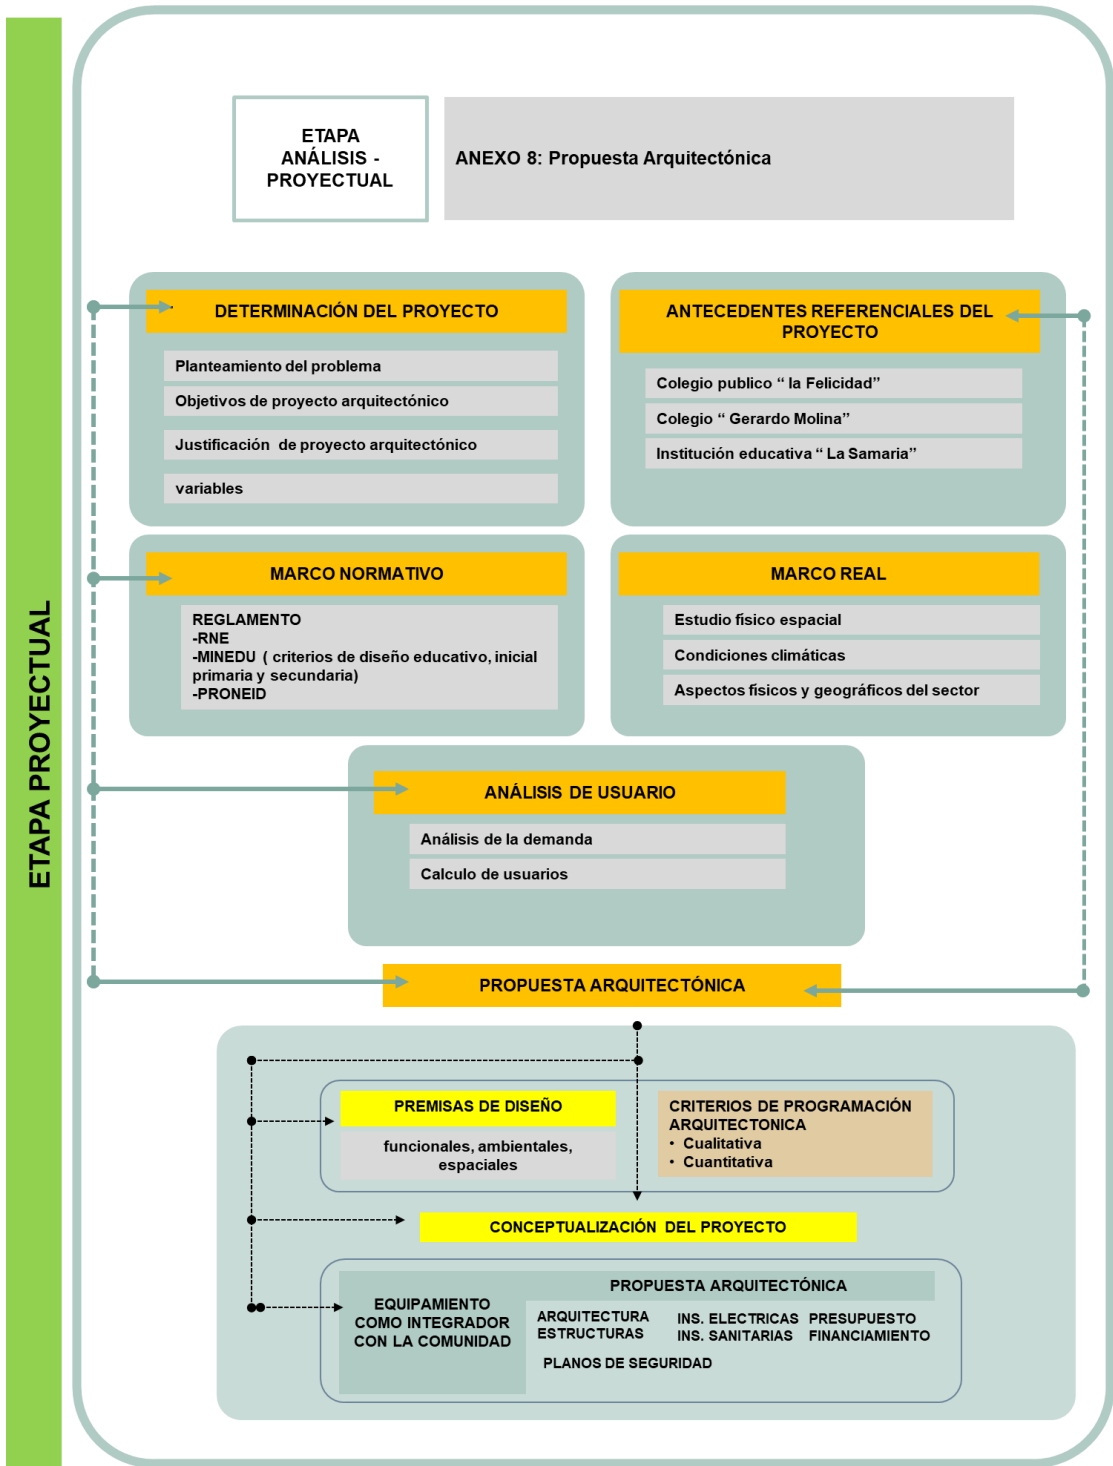 ETAPA PROYECTUAL
ETAPA
ANÁLISIS -
PROYECTUAL
ANEXO 8: Propuesta Arquitectónica
DETERMINACIÓN DEL PROYECTO
Planteamiento del problema
Objetivos de proyecto arquitectónico
Justificación de proyecto arquitectónico
variables
ANTECEDENTES REFERENCIALES DEL
PROYECTO
Colegio publico “ la Felicidad”
Colegio “ Gerardo Molina”
Institución educativa “ La Samaria”
MARCO NORMATIVO
REGLAMENTO
-RNE
-MINEDU ( criterios de diseño educativo, inicial
primaria y secundaria)
-PRONEID
MARCO REAL
Estudio físico espacial
Condiciones climáticas
Aspectos físicos y geográficos del sector
ANÁLISIS DE USUARIO
Análisis de la demanda
Calculo de usuarios
PROPUESTA ARQUITECTÓNICA
PREMISAS DE DISEÑO
funcionales, ambientales,
espaciales
CRITERIOS DE PROGRAMACIÓN
ARQUITECTONICA
• Cualitativa
• Cuantitativa
CONCEPTUALIZACIÓN DEL PROYECTO
EQUIPAMIENTO
COMO INTEGRADOR
CON LA COMUNIDAD
PROPUESTA ARQUITECTÓNICA
ARQUITECTURA
ESTRUCTURAS
INS. ELECTRICAS
INS. SANITARIAS
PRESUPUESTO
FINANCIAMIENTO
PLANOS DE SEGURIDAD